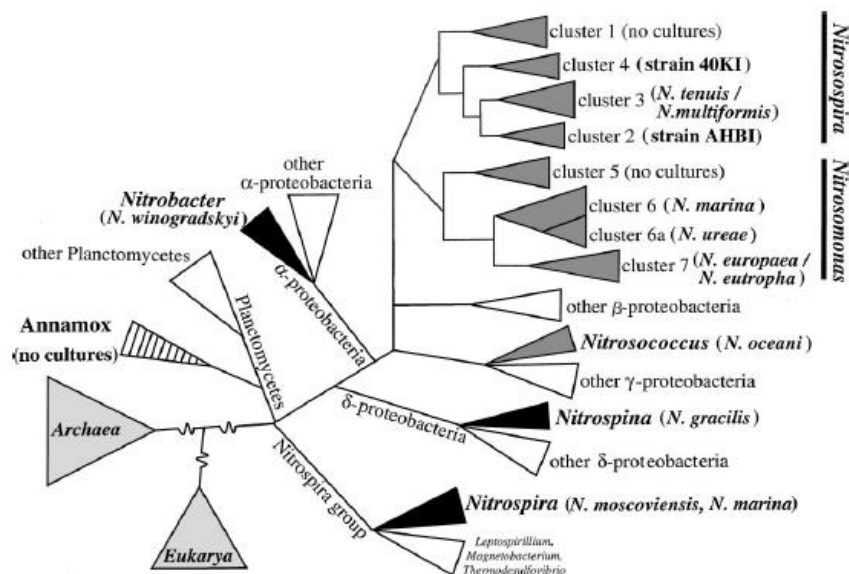 cluster 1 (no cultures)
cluster 4 (strain 40KI)
cluster 3 (N. tenuis /
N.multiformis)
cluster 2 (strain AHBI)
Nitrosospira
cluster 5 (no cultures)
cluster 6 (N. marina)
cluster 6a (N. ureae)
cluster 7 (N. europaea /
N. eutropha)
Nitrosomonas
other
α-proteobacteria
Nitrobacter
(N. winogradskyi)
other Planctomycetes
α-proteobacteria
Planctomycetes
Annamox
(no cultures)
other β-proteobacteria
Nitrosococcus (N. oceani)
other γ-proteobacteria
δ-proteobacteria
Nitrospina (N. gracilis)
other δ-proteobacteria
Archaea
Eukarya
Nitrospira group
Nitrospira (N. moscoviensis, N. marina)
Leptospirillium,
Magnetobacterium,
Thermodesulfovibrio